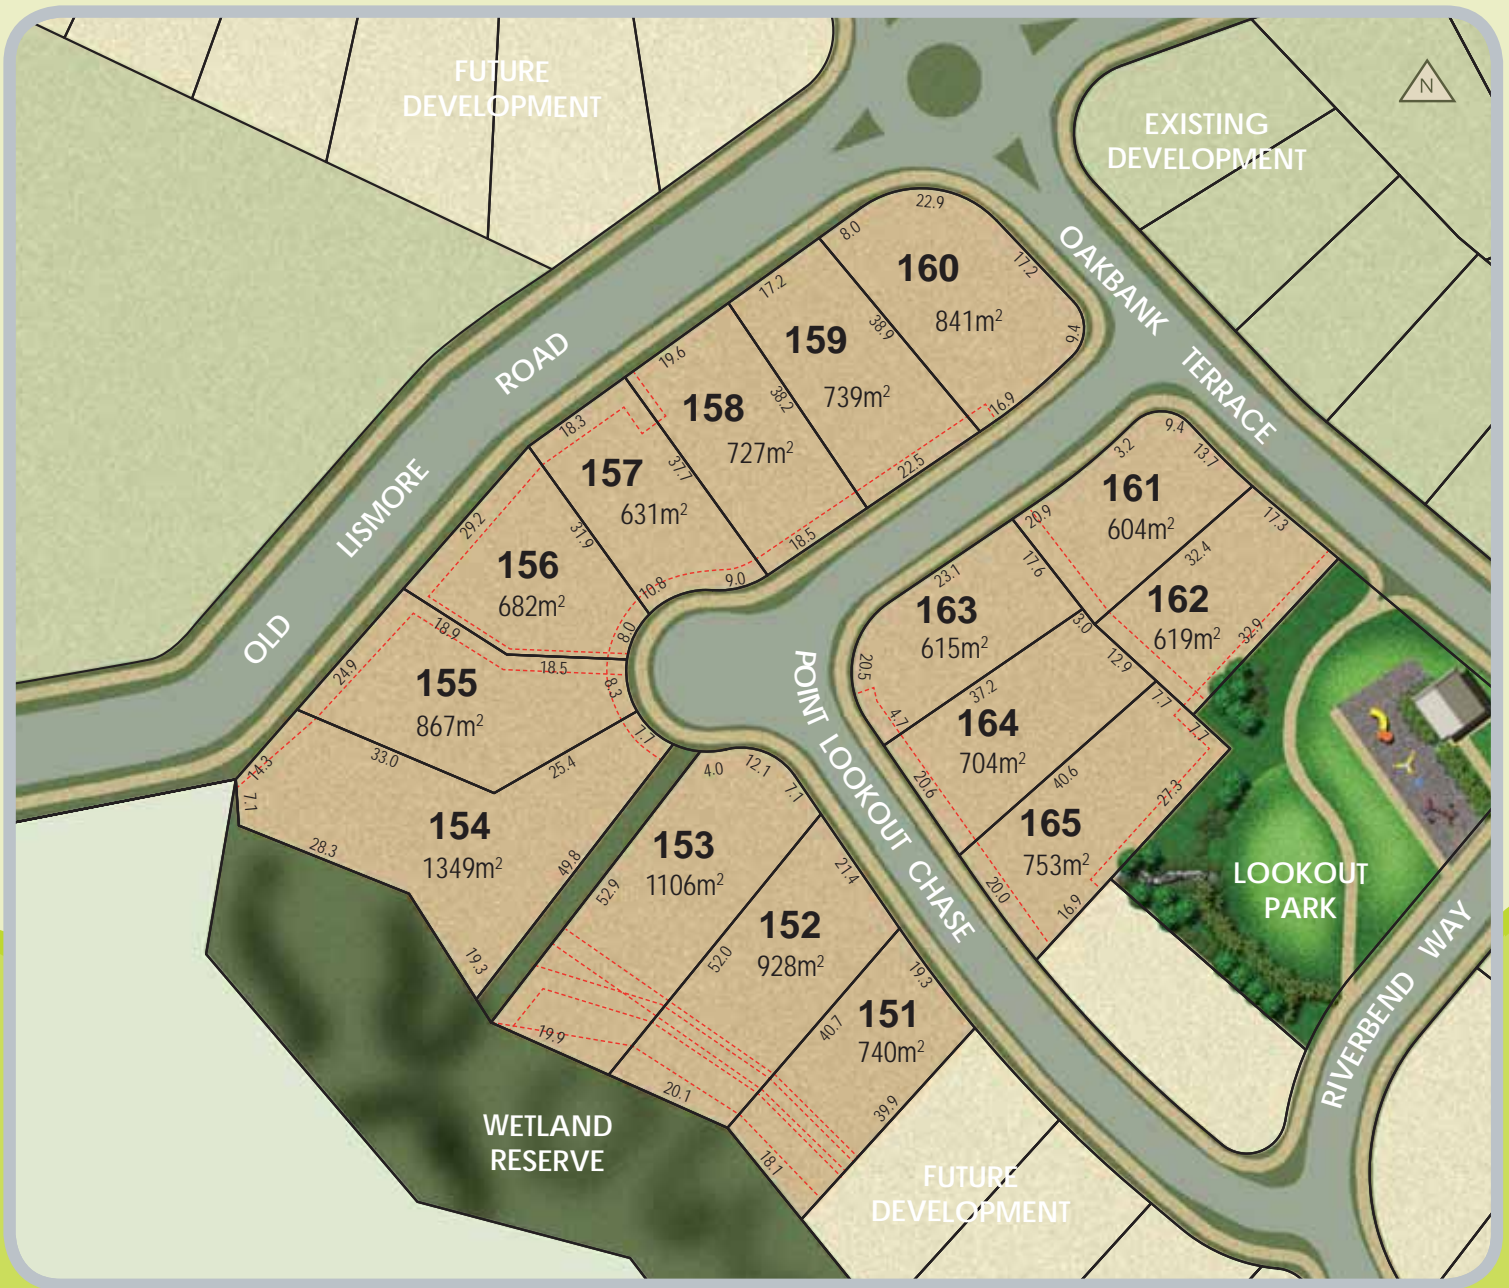 FUTURE
DEVELOPMENT
N
EXISTING
DEVELOPMENT
OAKBANK TERRACE
OLD LISMORE ROAD
22.9
8.0
160
841m²
17.2
9.4
16.9
38.9
17.2
159
739m²
22.5
38.2
19.6
158
727m²
18.5
37.7
18.3
157
631m²
9.0
10.8
31.9
29.2
156
682m²
8.0
18.9
18.5
24.9
155
867m²
8.3
33.0
25.4
14.3
7.1
7.7
154
1349m²
28.3
49.8
19.3
9.4
3.2
13.7
161
604m²
20.9
32.4
17.3
162
619m²
32.9
17.6
23.1
163
615m²
3.0
12.9
20.5
37.2
4.7
164
704m²
7.7
7.7
20.6
40.6
165
753m²
27.3
20.0
16.9
POINT LOOKOUT CHASE
4.0
12.1
7.1
153
1106m²
52.9
21.4
152
928m²
52.0
19.9
19.3
151
740m²
40.7
20.1
39.9
18.1
LOOKOUT
PARK
RIVERBEND WAY
WETLAND
RESERVE
FUTURE
DEVELOPMENT